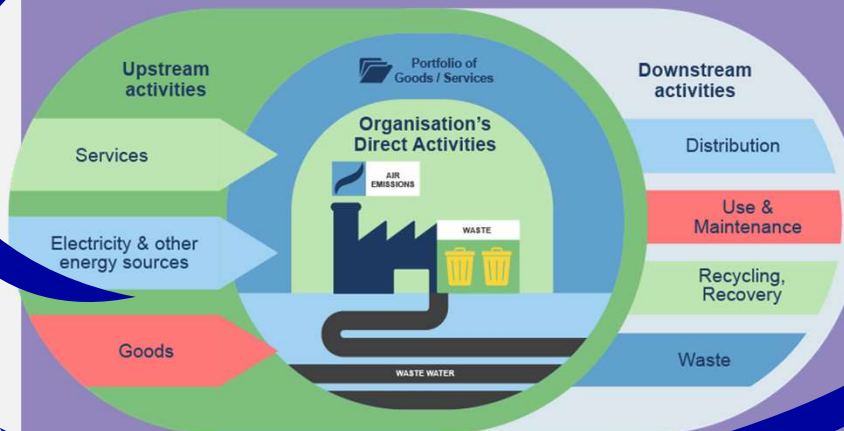 Upstream
activities
Services
Electricity & other
energy sources
Goods
Portfolio of
Goods / Services
Organisation's
Direct Activities
AIR
EMISSIONS
WASTE
WASTE WATER
Downstream
activities
Distribution
Use &
Maintenance
Recycling,
Recovery
Waste